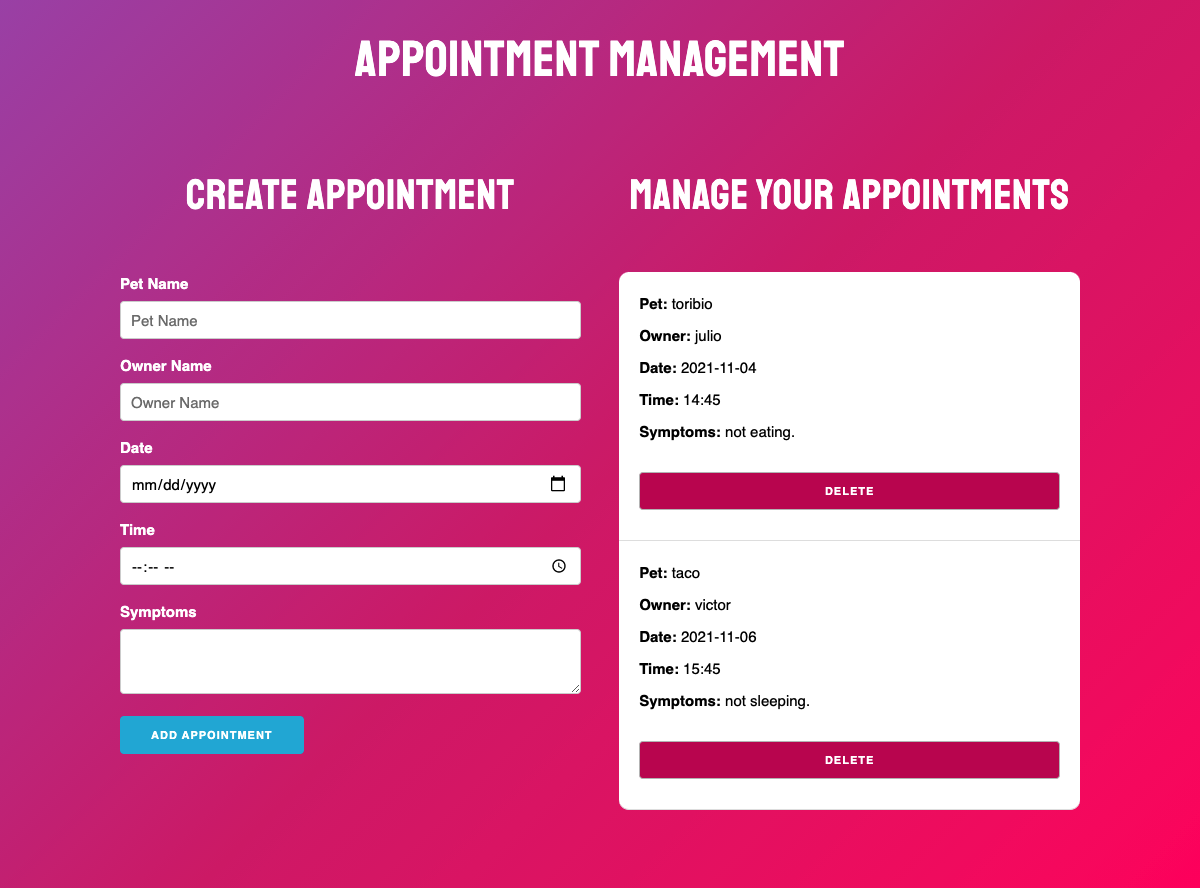 APPOINTMENT MANAGEMENT
CREATE APPOINTMENT
Pet Name
Pet Name
Owner Name
Owner Name
Date
mm/dd/yyyy
Time
--:-- --
Symptoms
ADD APPOINTMENT
MANAGE YOUR APPOINTMENTS
Pet: toribio
Owner: julio
Date: 2021-11-04
Time: 14:45
Symptoms: not eating.
DELETE
Pet: taco
Owner: victor
Date: 2021-11-06
Time: 15:45
Symptoms: not sleeping.
DELETE